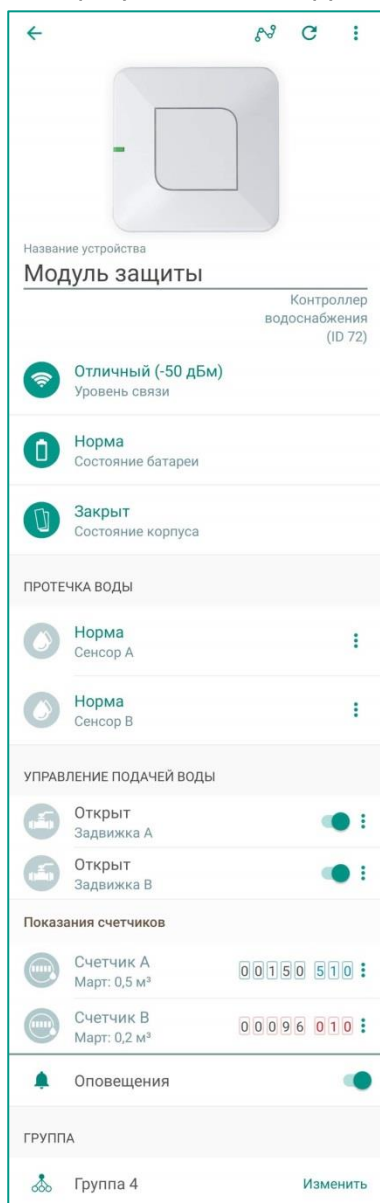 Название устройства
Модуль защиты
Контроллер
водоснабжения
(ID 72)
Отличный (-50 дБм)
Уровень связи
Норма
Состояние батареи
Закрыт
Состояние корпуса
ПРОТЕЧКА ВОДЫ
Норма
Сенсор A
Норма
Сенсор B
УПРАВЛЕНИЕ ПОДАЧЕЙ ВОДЫ
Открыт
Задвижка A
Открыт
Задвижка B
Показания счетчиков
Счетчик A 00150 510
Март: 0,5 м³
Счетчик B 00096 010
Март: 0,2 м³
Оповещения
ГРУППА
Группа 4 Изменить